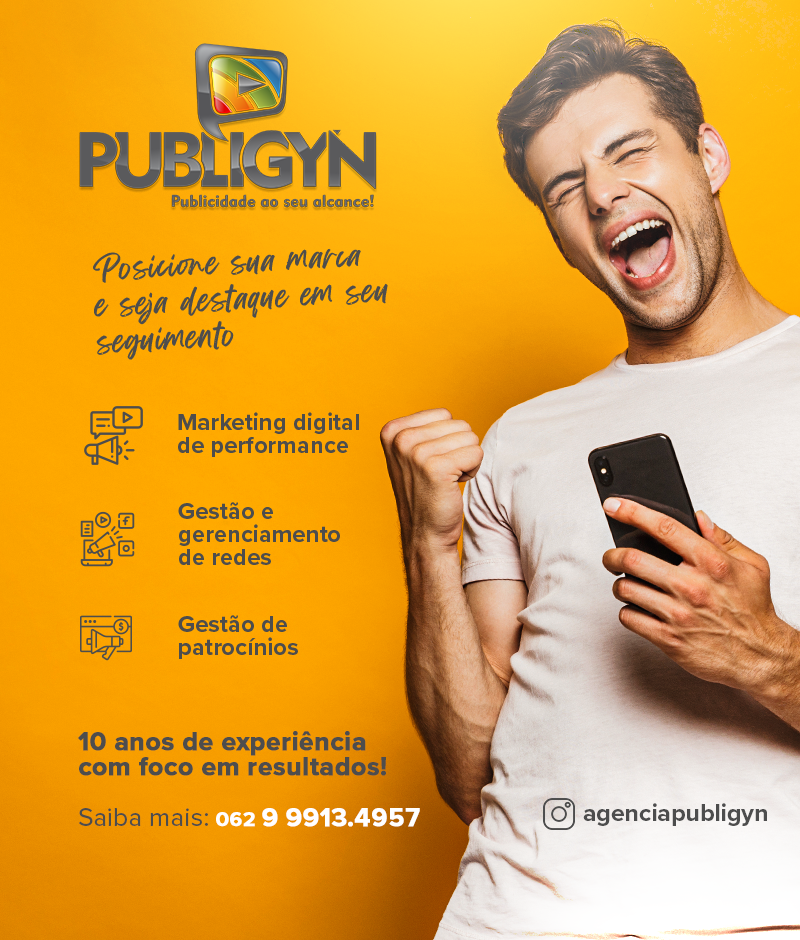 PUBLIGYN
Publicidade ao seu alcance!
Posicione sua marca
e seja destaque em seu
seguimento
Marketing digital
de performance
Gestão e
gerenciamento
de redes
Gestão de
patrocínios
10 anos de experiência
com foco em resultados!
Saiba mais: 062 9 9913.4957
agenciapubligyn